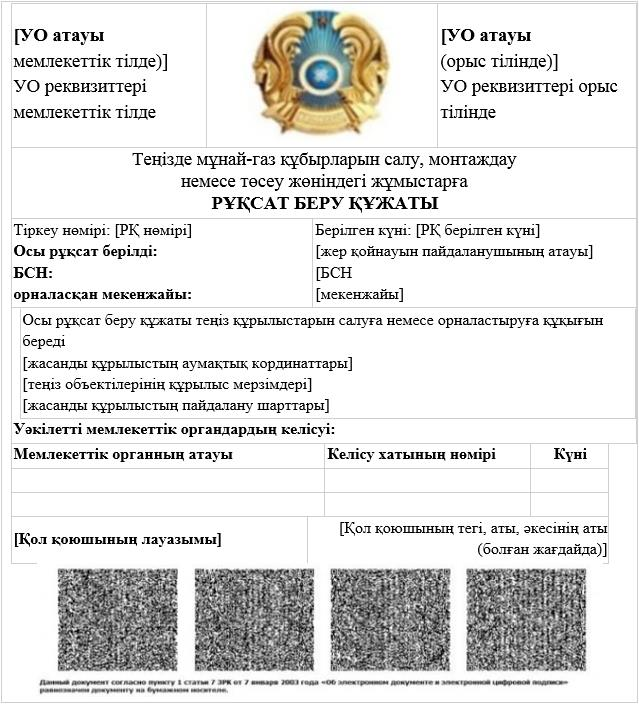 [УО атауы
мемлекеттік тілде)]
УО реквизиттері
мемлекеттік тілде
[УО атауы
(орыс тілінде)]
УО реквизиттері орыс
тілінде
Теңізде мұнай-газ құбырларын салу, монтаждау
немесе төсеу жөніндегі жұмыстарға
РҰҚСАТ БЕРУ ҚҰЖАТЫ
Тіркеу нөмірі: [РҚ нөмірі]
Берілген күні: [РҚ берілген күні]
Осы рұқсат берілді:
[жер қойнауын пайдаланушының атауы]
БСН:
[БСН
орналасқан мекенжайы:
[мекенжайы]
Осы рұқсат беру құжаты теңіз құрылыстарын салуға немесе орналастыруға құқығын
береді
[жасанды құрылыстың аумақтық кординаттары]
[теңіз объектілерінің құрылыс мерзімдері]
[жасанды құрылыстың пайдалану шарттары]
Уәкілетті мемлекеттік органдардың келісуі:
Мемлекеттік органның атауы
Келісу хатының нөмірі
Күні
[Қол қоюшының лауазымы]
[Қол қоюшының тегі, аты, әкесінің аты
(болған жағдайда)]
Данный документ согласно пункту 1 статьи 7 ЗРК от 7 января 2003 года «Об электронном документе и электронной цифровой подписи»
равнозначен документу на бумажном носителе.